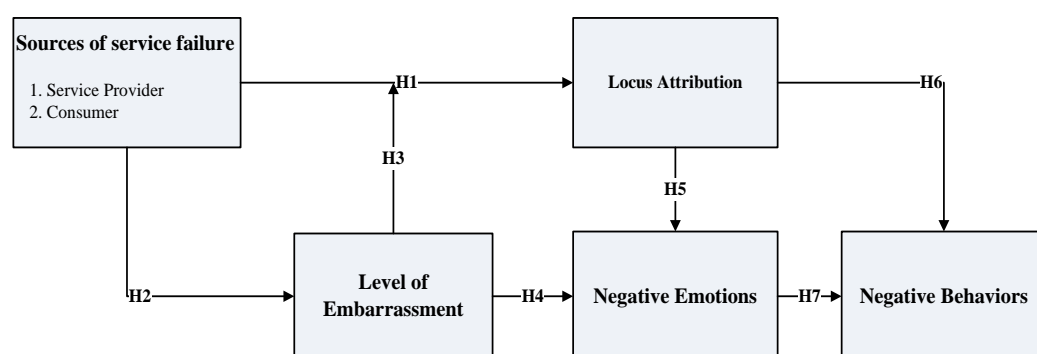 Sources of service failure
1. Service Provider
2. Consumer
H1
Locus Attribution
H6
H3
H5
H2
Level of
Embarrassment
H4
Negative Emotions
H7
Negative Behaviors